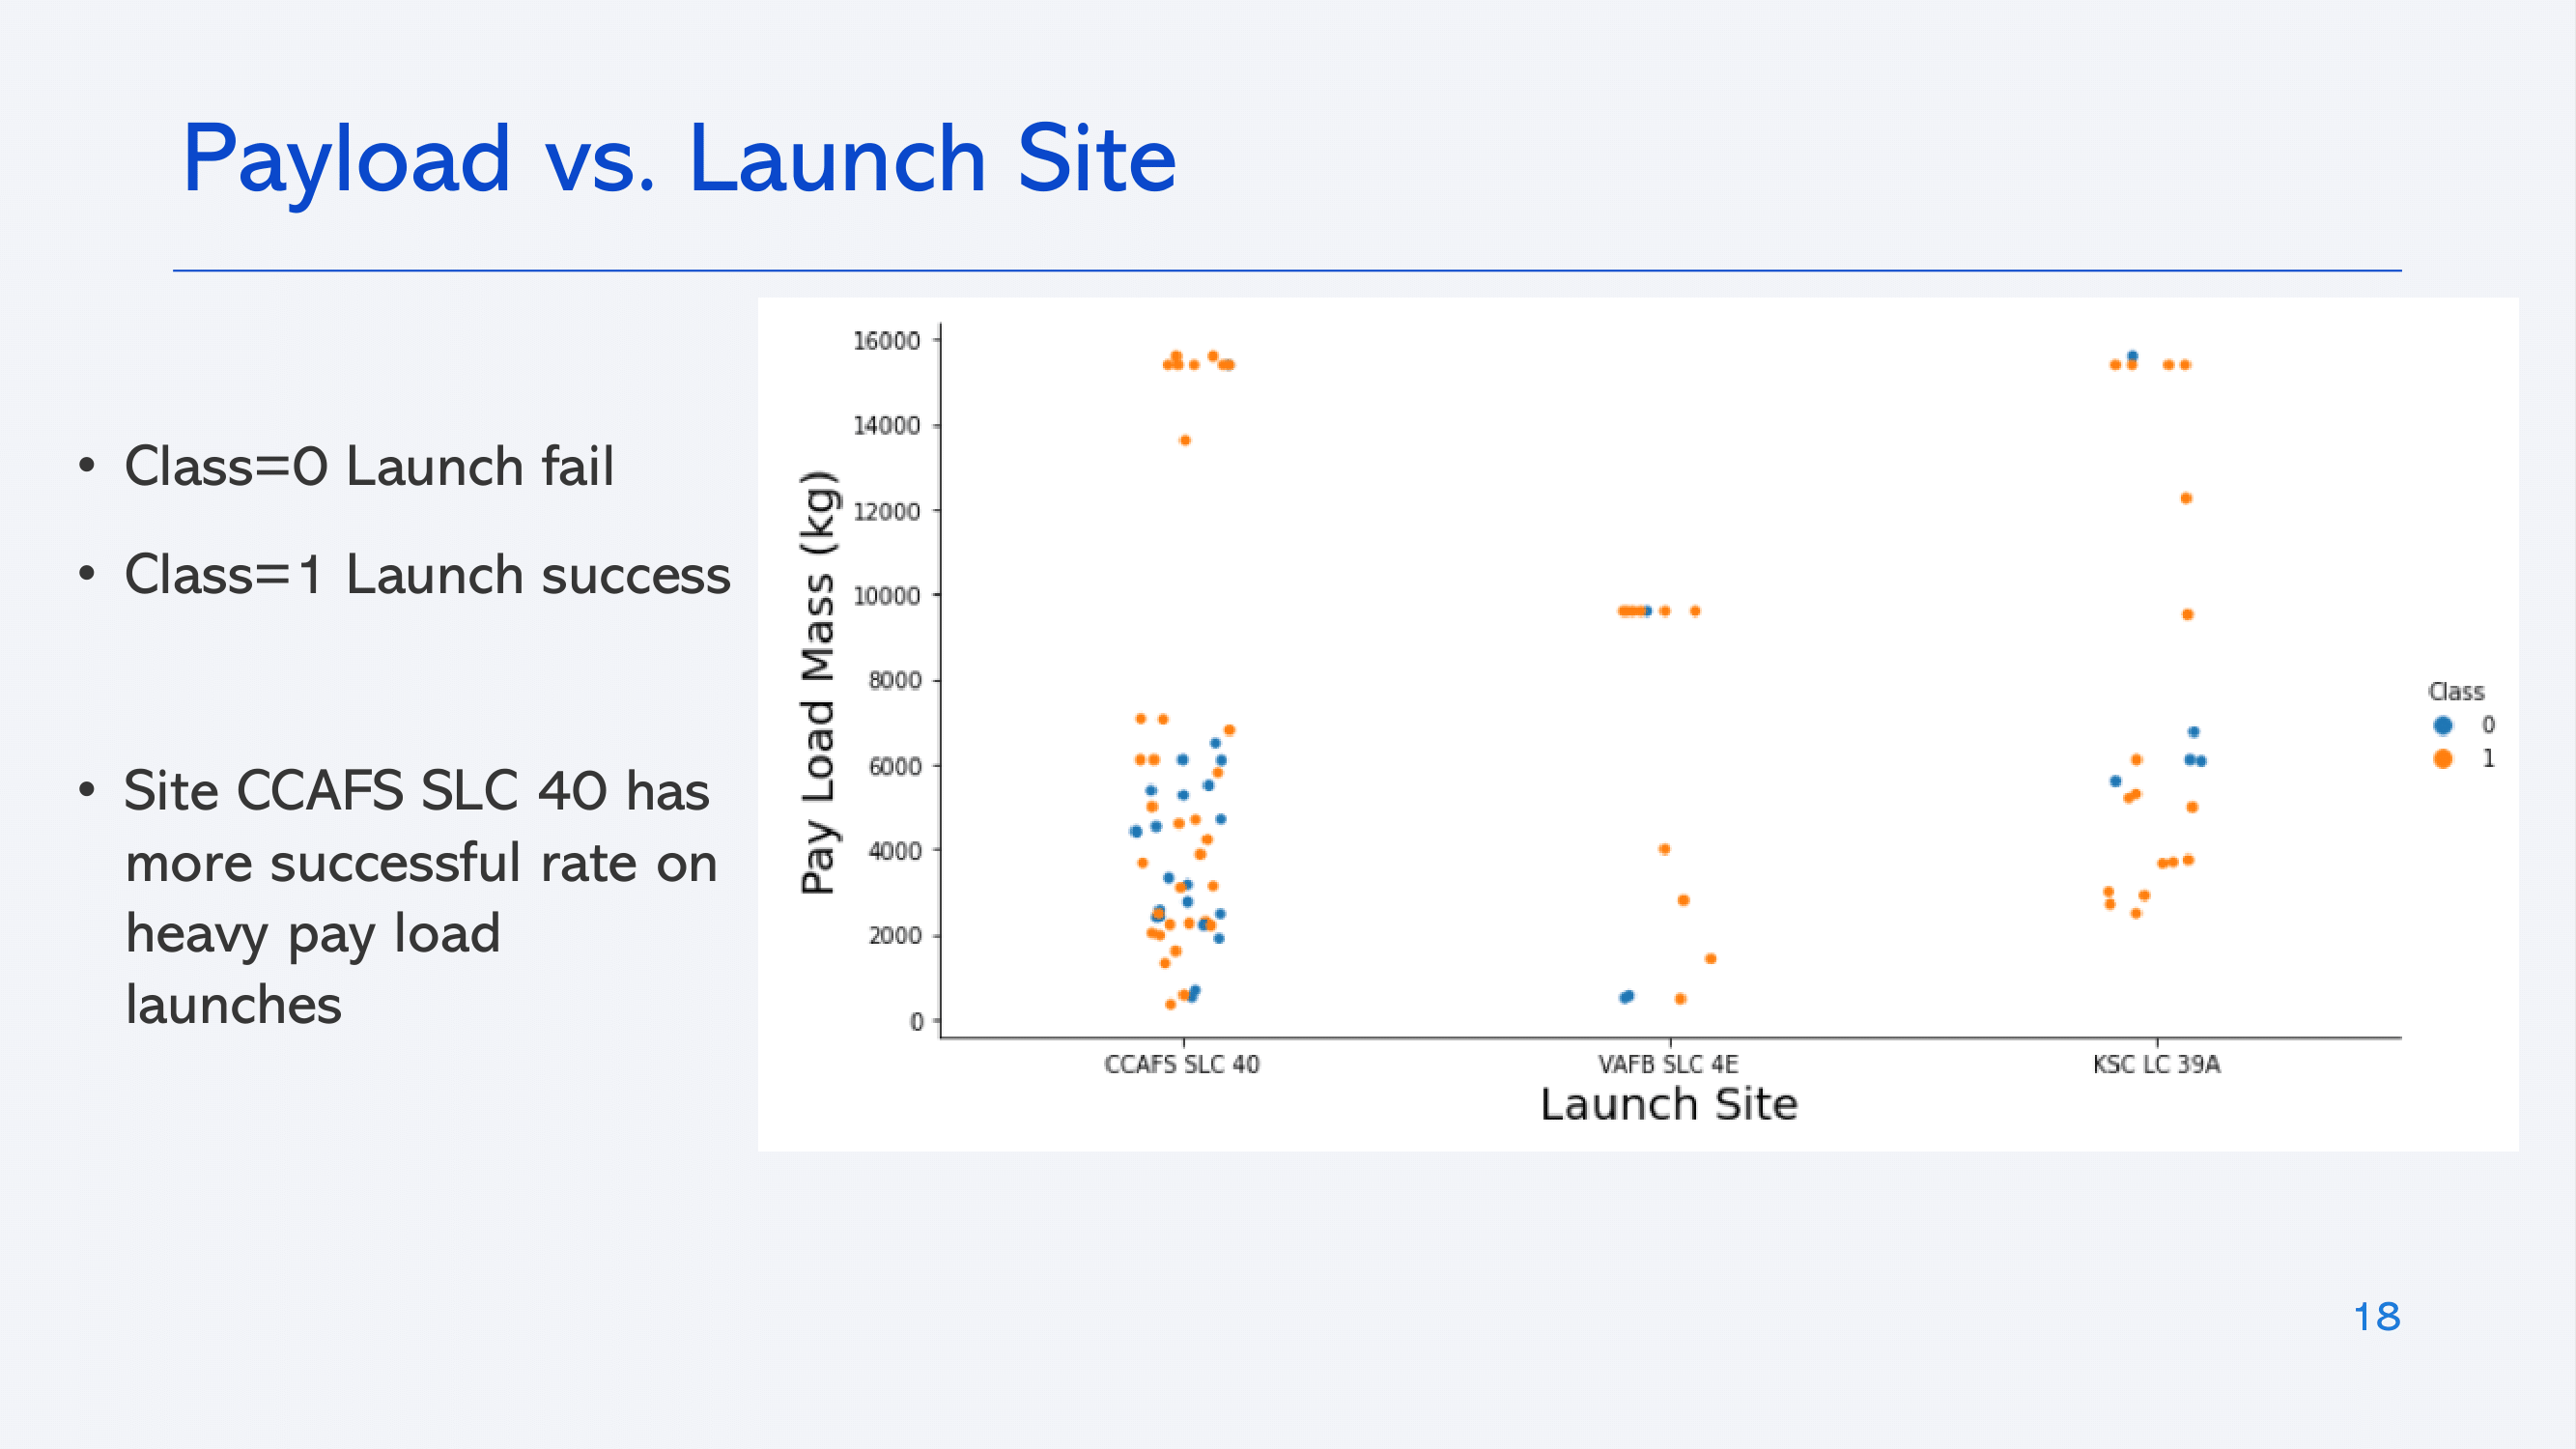 Payload vs. Launch Site
• Class=0 Launch fail
• Class=1 Launch success
• Site CCAFS SLC 40 has
more successful rate on
heavy pay load
launches
Pay Load Mass (kg)
16000
14000
12000
10000
8000
6000
4000
2000
0
CCAFS SLC 40
VAFB SLC 4E
KSC LC 39A
Launch Site
Class
0
1
18